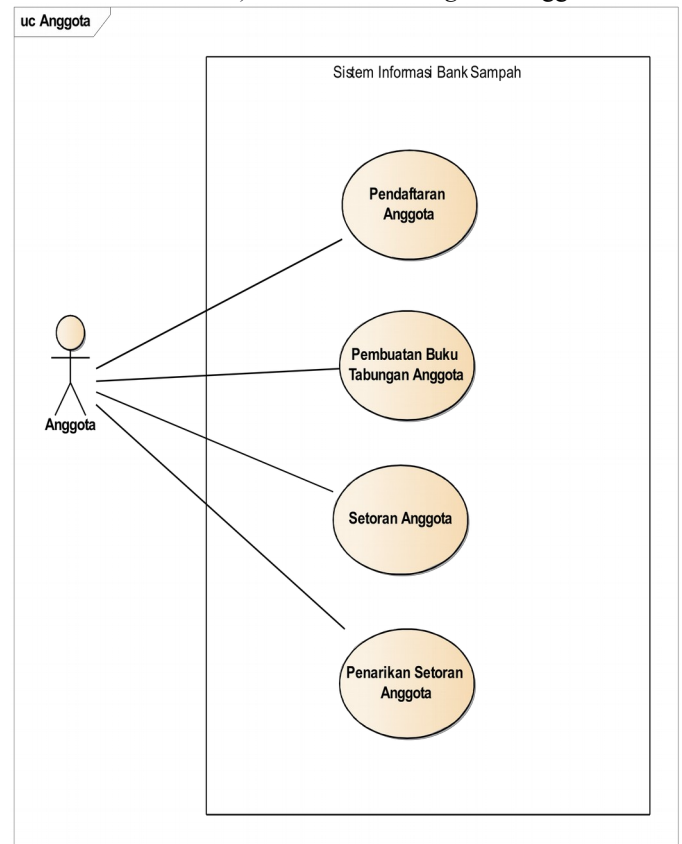 uc Anggota
Sistem Informasi Bank Sampah
Pendaftaran
Anggota
Pembuatan Buku
Tabungan Anggota
Anggota
Setoran Anggota
Penarikan Setoran
Anggota